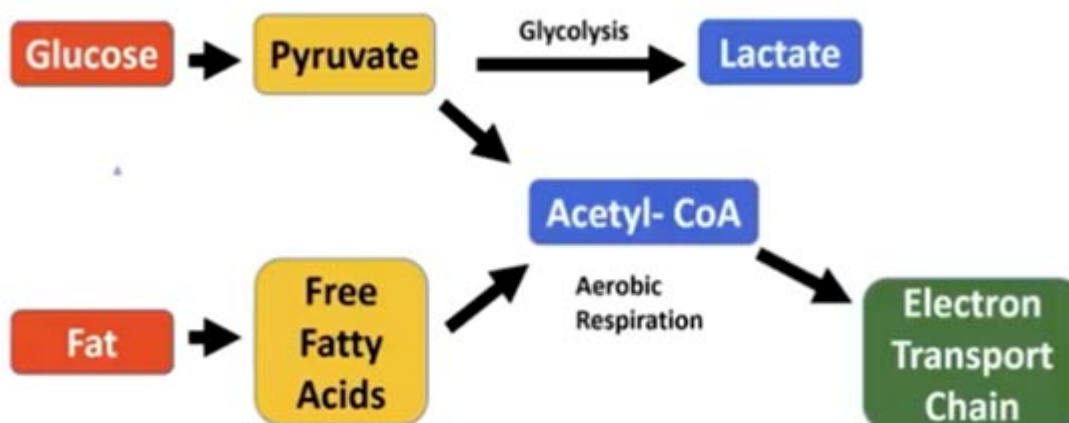 Glucose
Pyruvate
Glycolysis
Lactate
Acetyl- CoA
Fat
Free
Fatty
Acids
Aerobic
Respiration
Electron
Transport
Chain